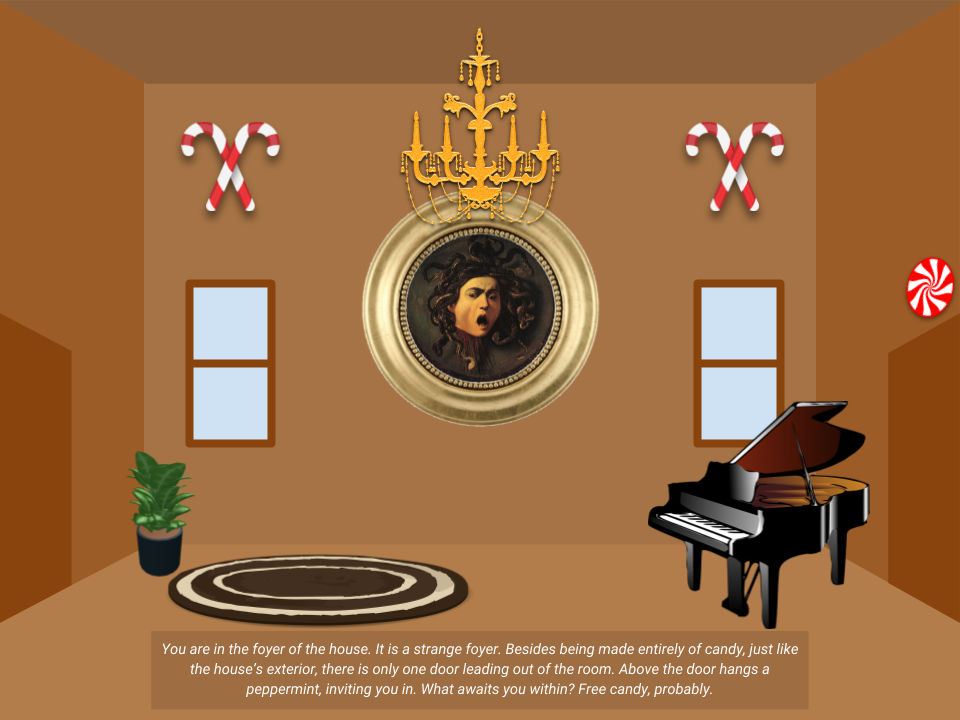 You are in the foyer of the house. It is a strange foyer. Besides being made entirely of candy, just like
the house's exterior, there is only one door leading out of the room. Above the door hangs a
peppermint, inviting you in. What awaits you within? Free candy, probably.